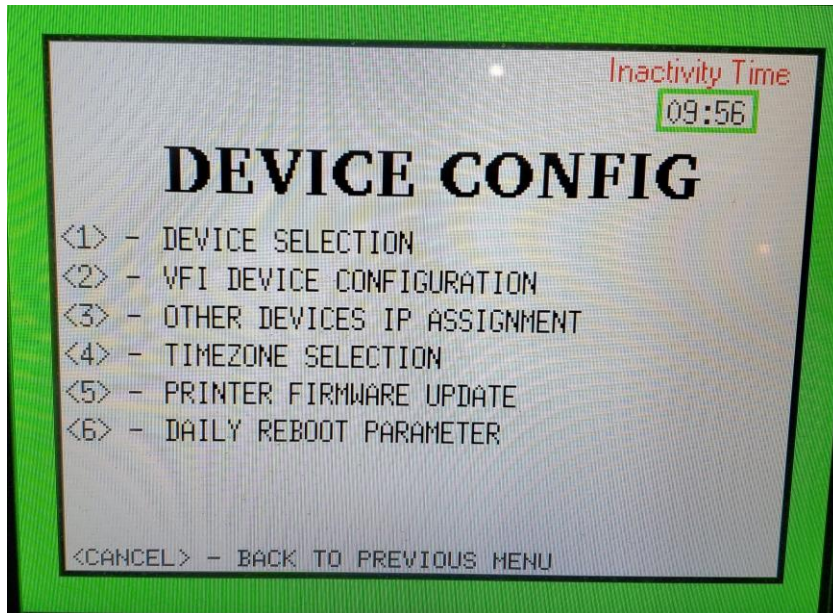 Inactivity Time
09:56
DEVICE CONFIG
<1> - DEVICE SELECTION
<2> - VFI DEVICE CONFIGURATION
<3> - OTHER DEVICES IP ASSIGNMENT
<4> - TIMEZONE SELECTION
<5> - PRINTER FIRMWARE UPDATE
<6> - DAILY REBOOT PARAMETER
<CANCEL> - BACK TO PREVIOUS MENU